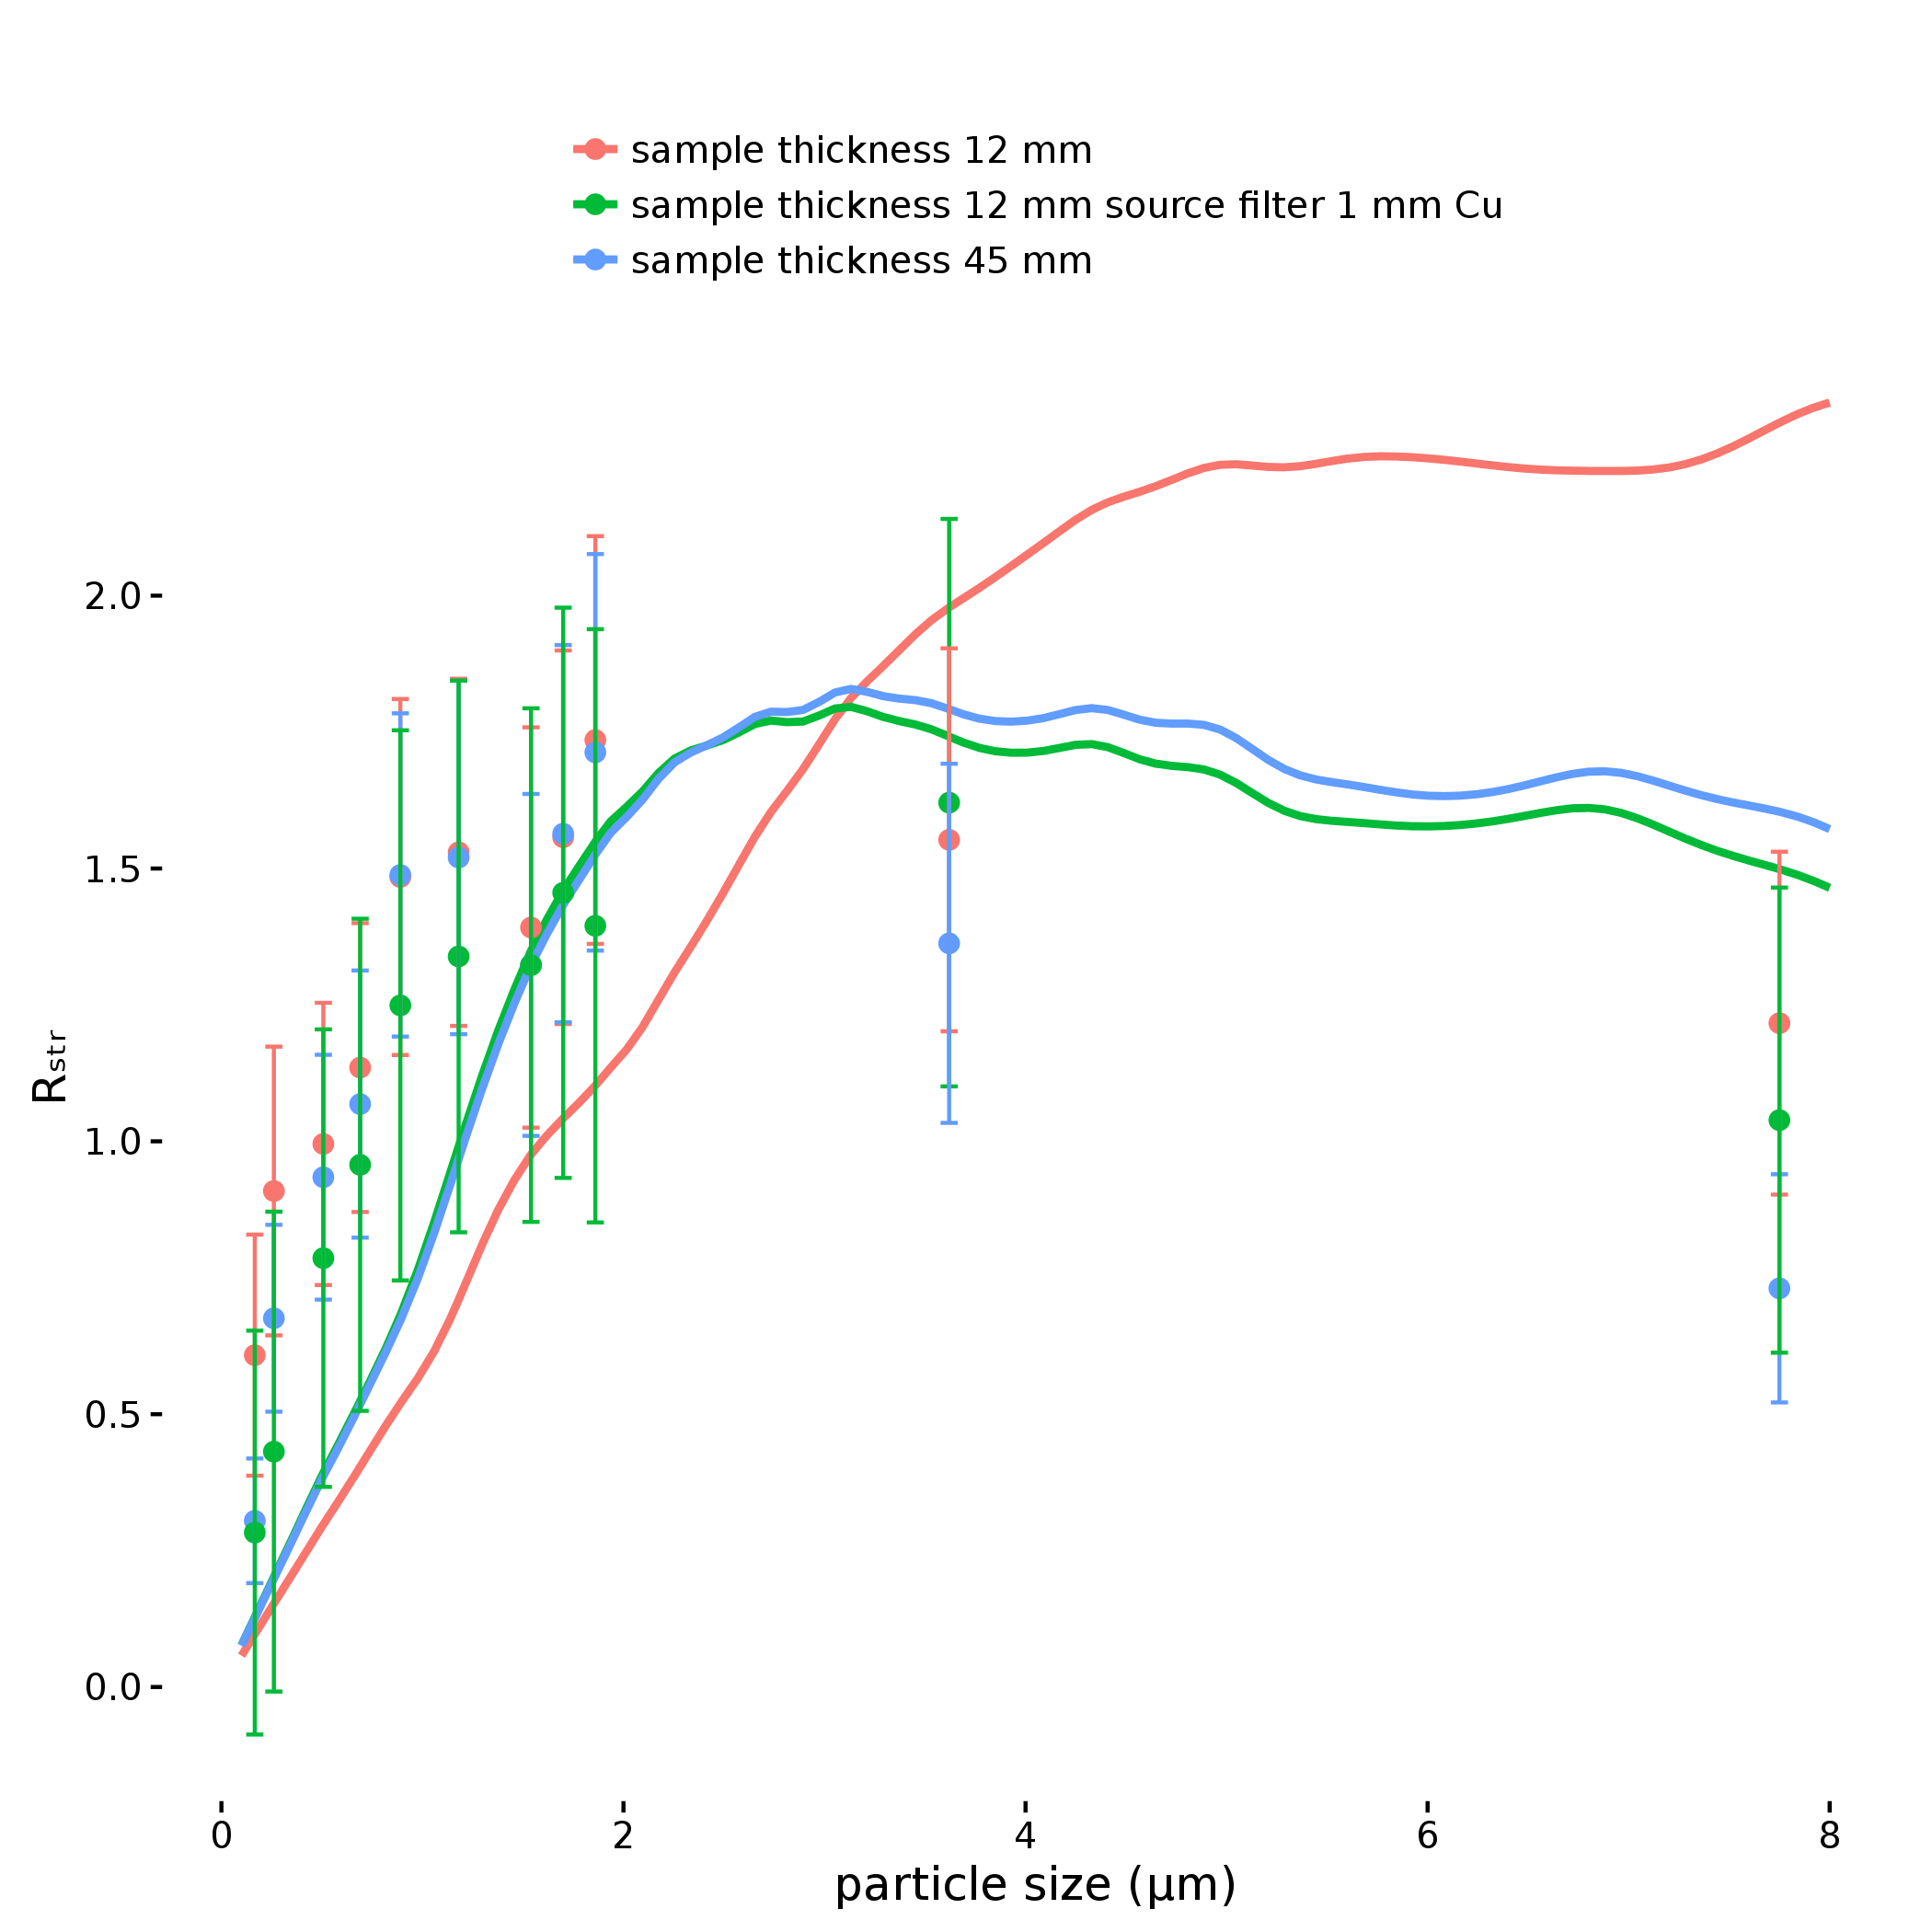 sample thickness 12 mm
sample thickness 12 mm source filter 1 mm Cu
sample thickness 45 mm
2.0
1.5
1.0
0.5
0.0
Rstr
0 2 4 6 8
particle size (µm)